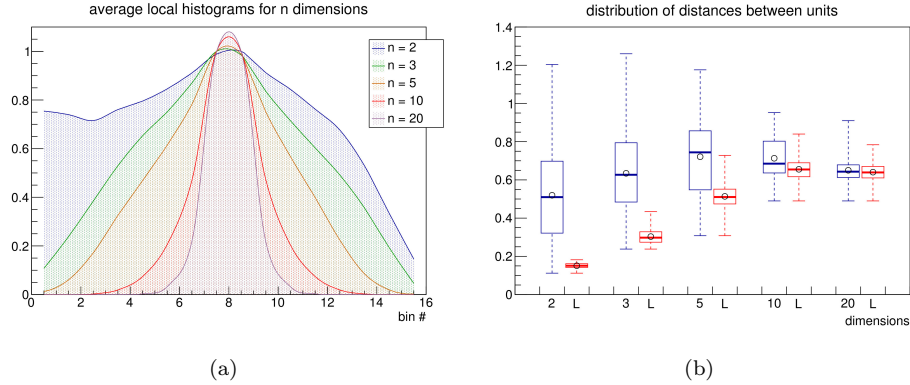 average local histograms for n dimensions
1
0.8
0.6
0.4
0.2
0
0 2 4 6 8 10 12 14 16
bin #
n = 2
n = 3
n = 5
n = 10
n = 20
(a)
distribution of distances between units
1.4
1.2
1
0.8
0.6
0.4
0.2
0
2 L 3 L 5 L 10 L 20 L
dimensions
(b)